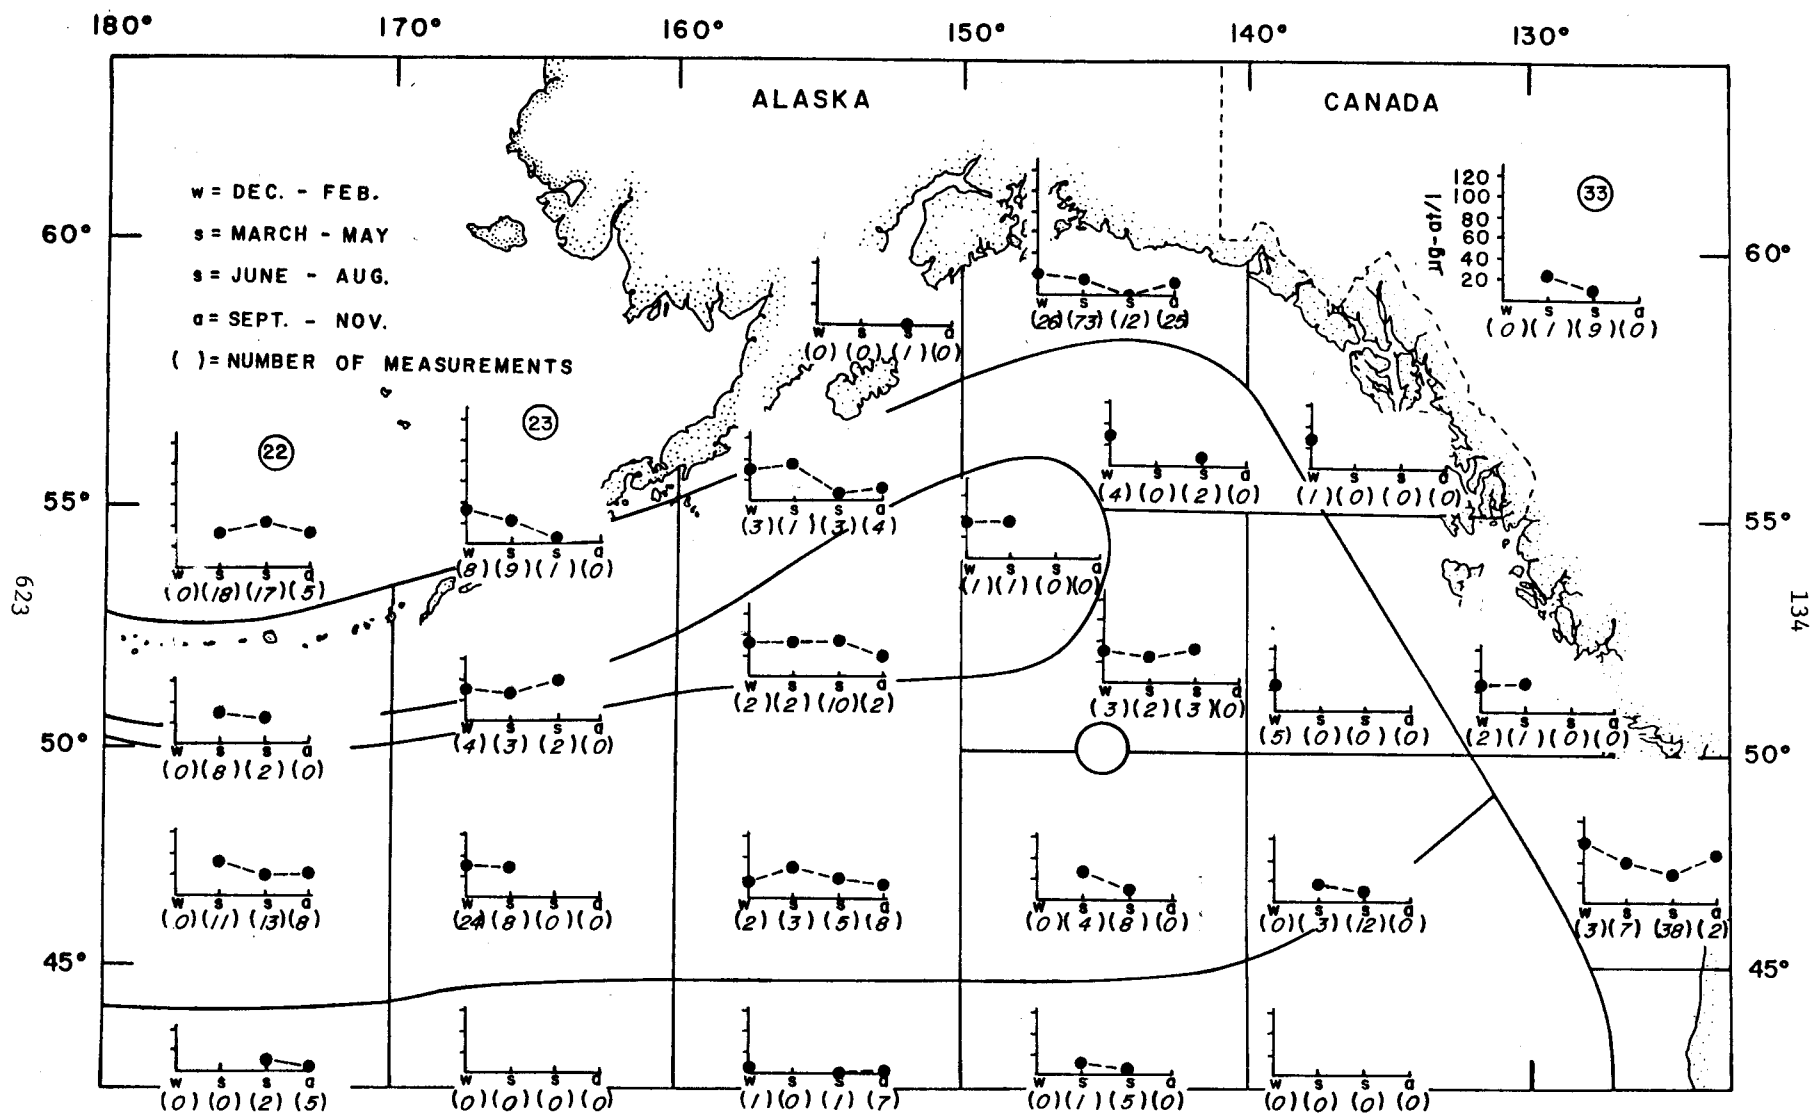 180° 170° 160° 150° 140° 130°
ALASKA CANADA
w = DEC. - FEB.
s = MARCH - MAY
s = JUNE - AUG.
a = SEPT. - NOV.
( ) = NUMBER OF MEASUREMENTS
60° 60°
120
100
80
60
40
20
µg-at/l
33
w s s a
(0)(1)(9)(0)
w s s a
(26)(73)(12)(25)
w s s a
(0)(0)(1)(0)
22
w s s a
(0)(18)(17)(5)
23
w s s a
(8)(9)(1)(0)
w s s a
(3)(1)(3)(4)
w s s a
(4)(0)(2)(0)
w s s a
(1)(0)(0)(0)
55° 55°
w s s a
(1)(1)(0)(0)
623
134
w s s a
(0)(8)(2)(0)
w s s a
(4)(3)(2)(0)
w s s a
(2)(2)(10)(2)
w s s a
(3)(2)(3)(0)
w s s a
(5)(0)(0)(0)
w s s a
(2)(1)(0)(0)
50° 50°
w s s a
(0)(11)(13)(8)
w s s a
(24)(8)(0)(0)
w s s a
(2)(3)(5)(8)
w s s a
(0)(4)(8)(0)
w s s a
(0)(3)(12)(0)
w s s a
(3)(7)(38)(2)
45° 45°
w s s a
(0)(0)(2)(5)
w s s a
(0)(0)(0)(0)
w s s a
(1)(0)(1)(7)
w s s a
(0)(1)(5)(0)
w s s a
(0)(0)(0)(0)